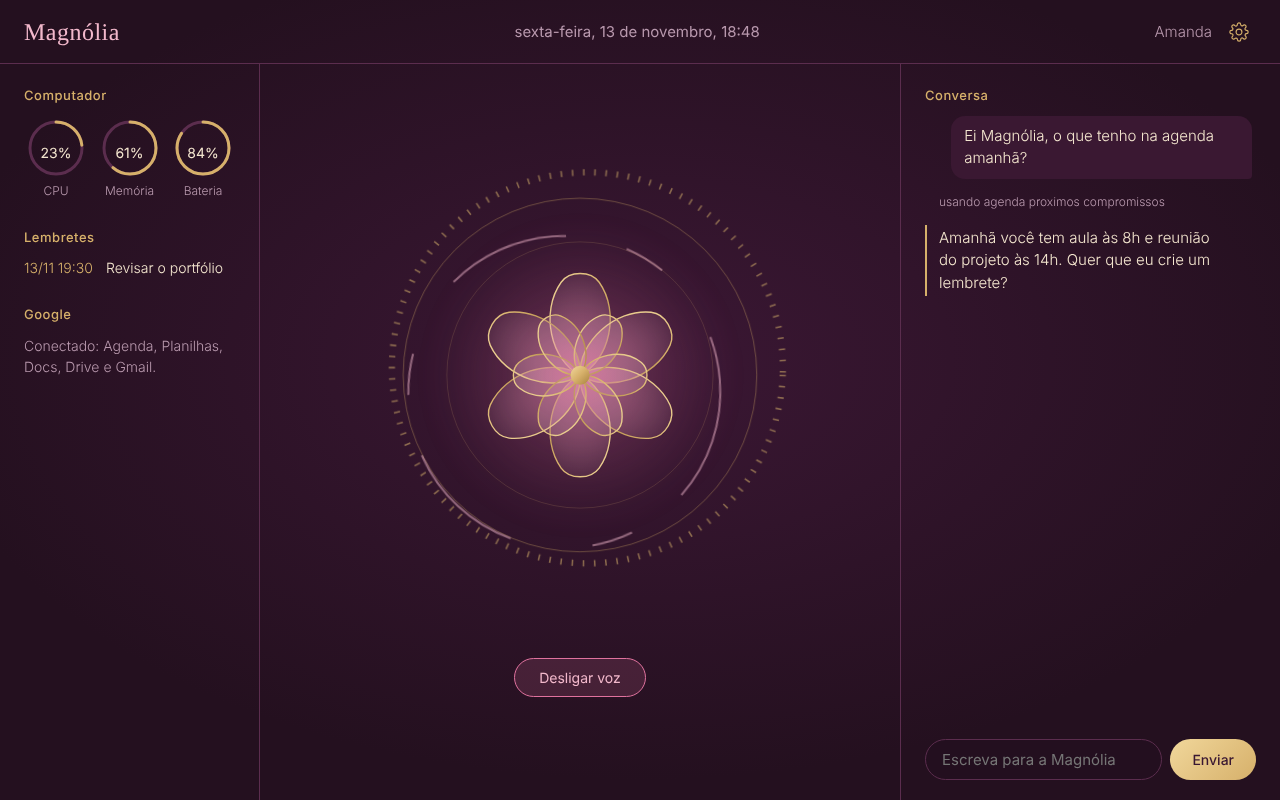 Magnólia
sexta-feira, 13 de novembro, 18:48
Amanda
Computador
23%
61%
84%
CPU
Memória
Bateria
Lembretes
13/11 19:30 Revisar o portfólio
Google
Conectado: Agenda, Planilhas,
Docs, Drive e Gmail.
Desligar voz
Conversa
Ei Magnólia, o que tenho na agenda
amanhã?
usando agenda proximos compromissos
Amanhã você tem aula às 8h e reunião
do projeto às 14h. Quer que eu crie um
lembrete?
Escreva para a Magnólia
Enviar